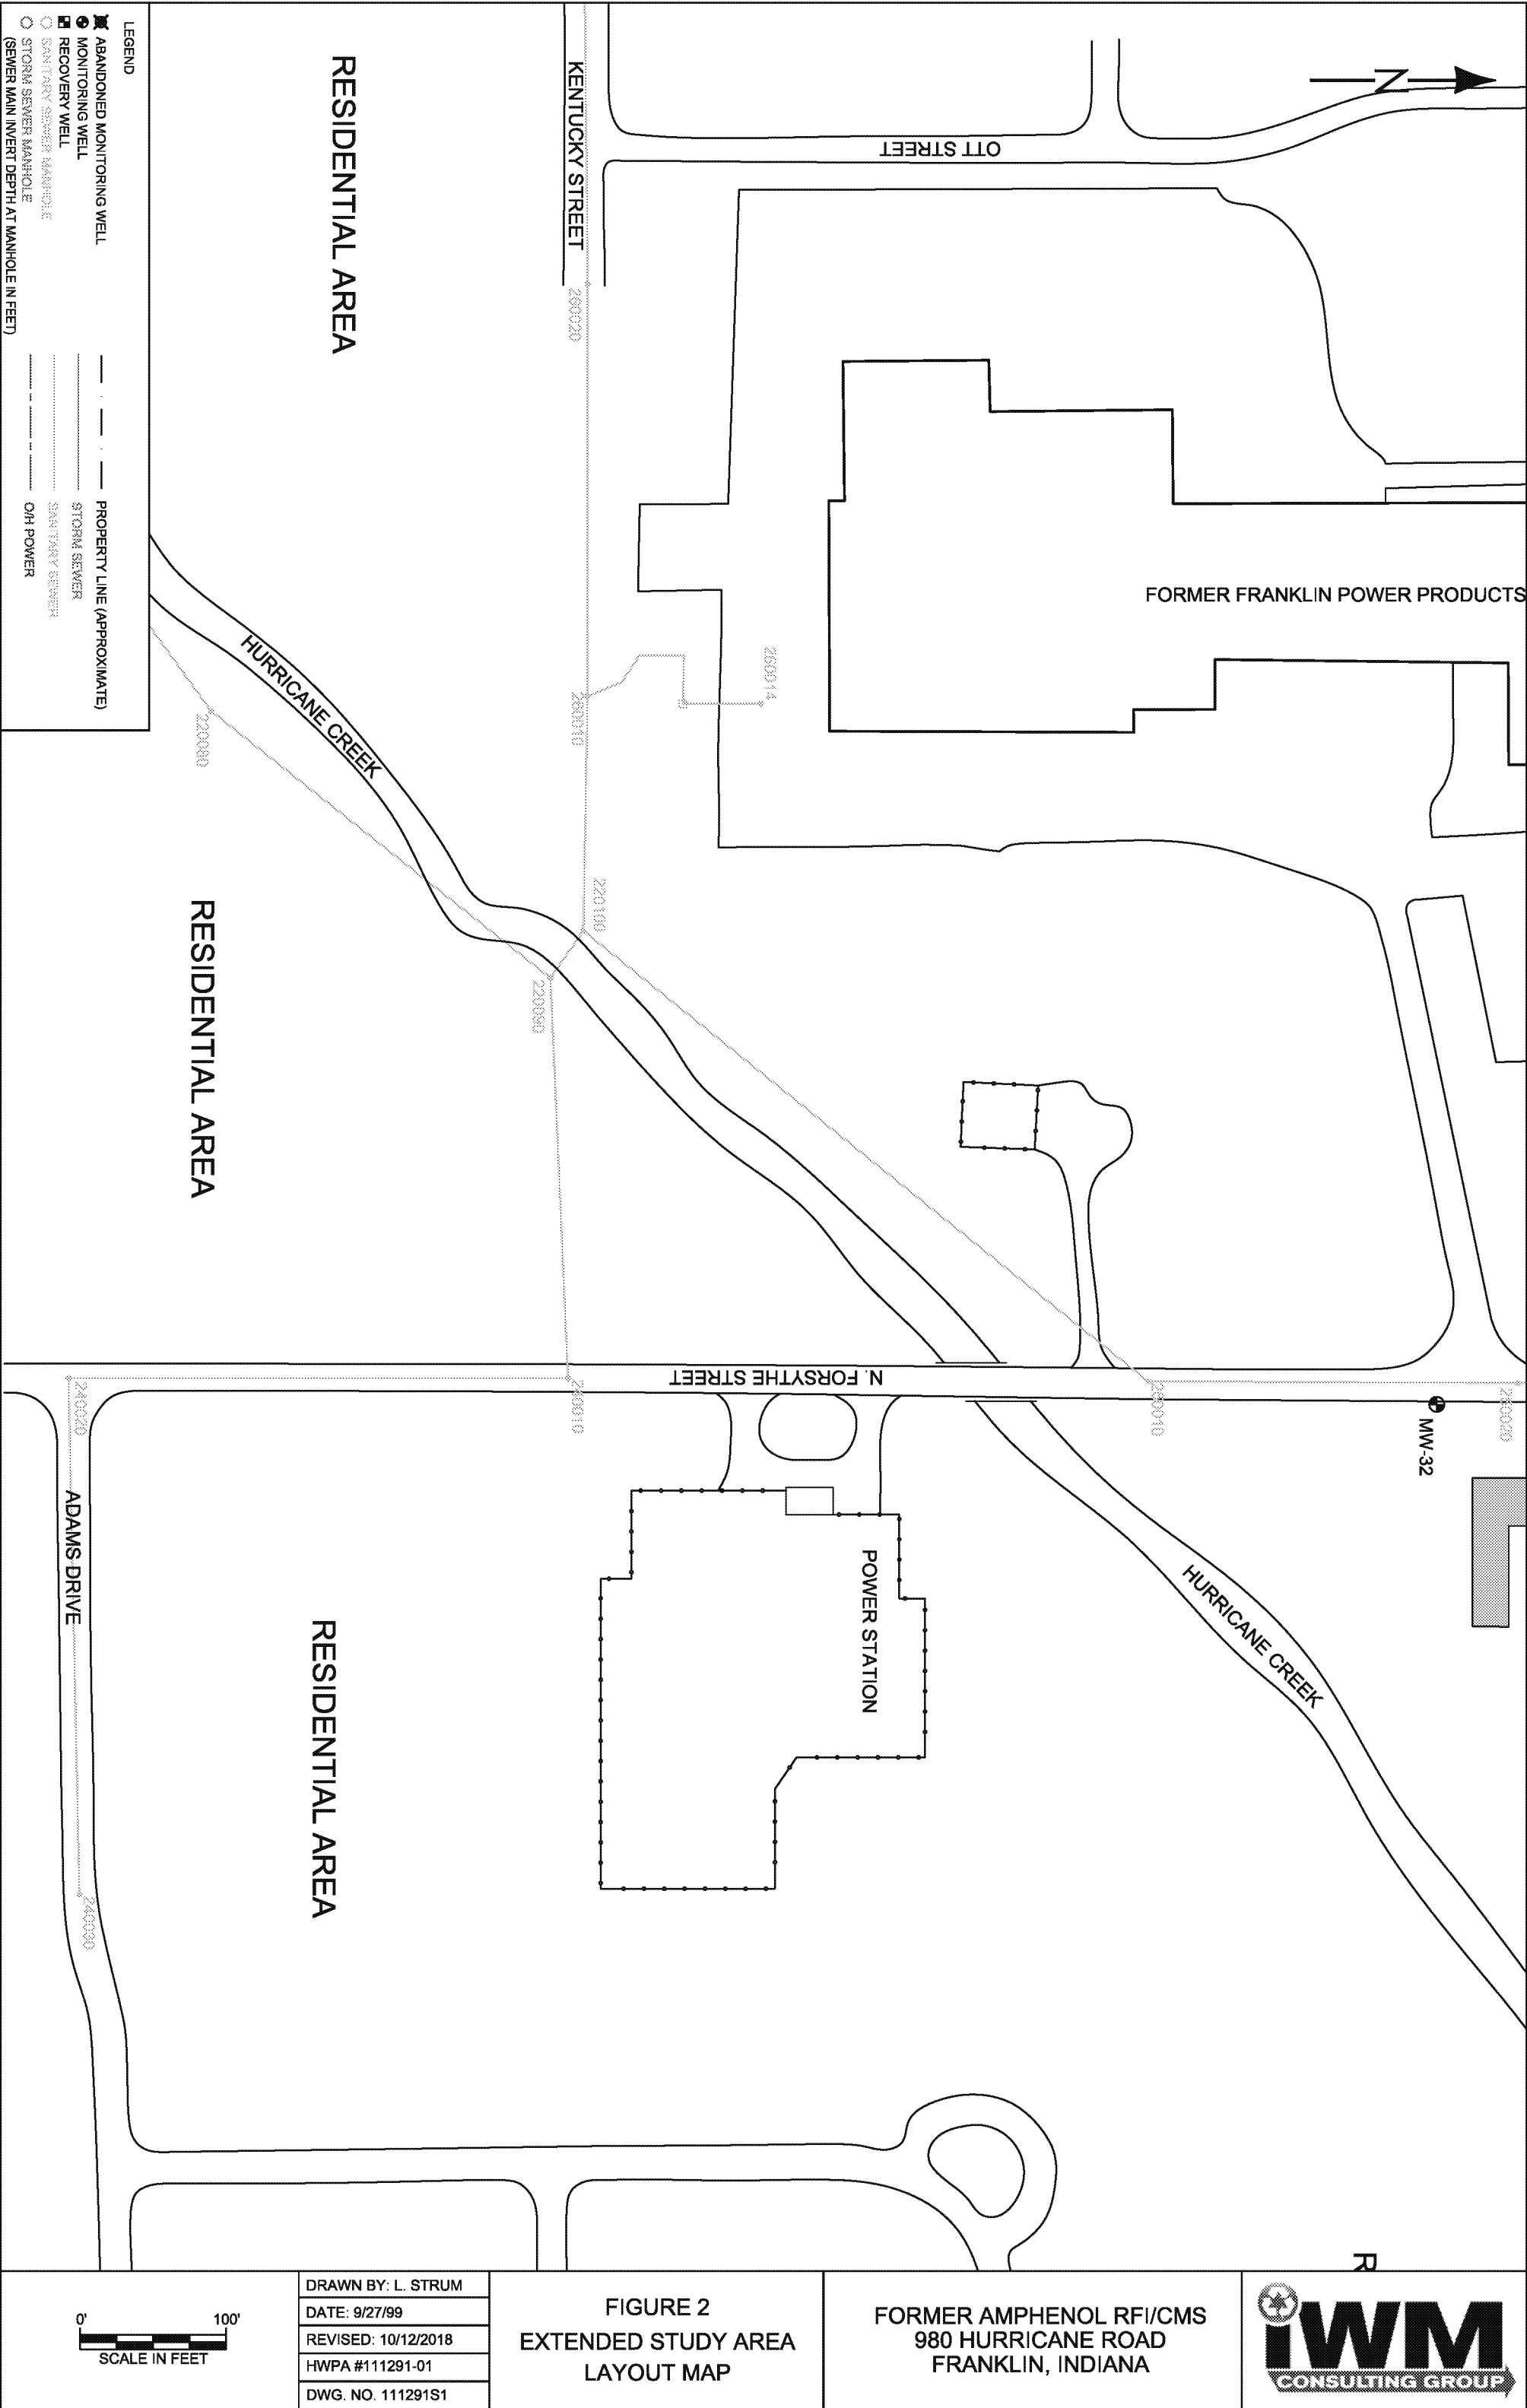 LEGEND
ABANDONED MONITORING WELL
MONITORING WELL
RECOVERY WELL
SANITARY SEWER MANHOLE
STORM SEWER MANHOLE
(SEWER MAIN INVERT DEPTH AT MANHOLE IN FEET)
PROPERTY LINE (APPROXIMATE)
STORM SEWER
SANITARY SEWER
O/H POWER
N
RESIDENTIAL AREA
KENTUCKY STREET
OTT STREET
260020
FORMER FRANKLIN POWER PRODUCTS
260014
260010
HURRICANE CREEK
220080
220100
220090
RESIDENTIAL AREA
N. FORSYTHE STREET
240020
MW-32
ADAMS DRIVE
POWER STATION
HURRICANE CREEK
RESIDENTIAL AREA
240030
R
0' 100'
SCALE IN FEET
DRAWN BY: L. STRUM
DATE: 9/27/99
REVISED: 10/12/2018
HWPA #111291-01
DWG. NO. 111291S1
FIGURE 2
EXTENDED STUDY AREA
LAYOUT MAP
FORMER AMPHENOL RFI/CMS
980 HURRICANE ROAD
FRANKLIN, INDIANA
iWM
CONSULTING GROUP